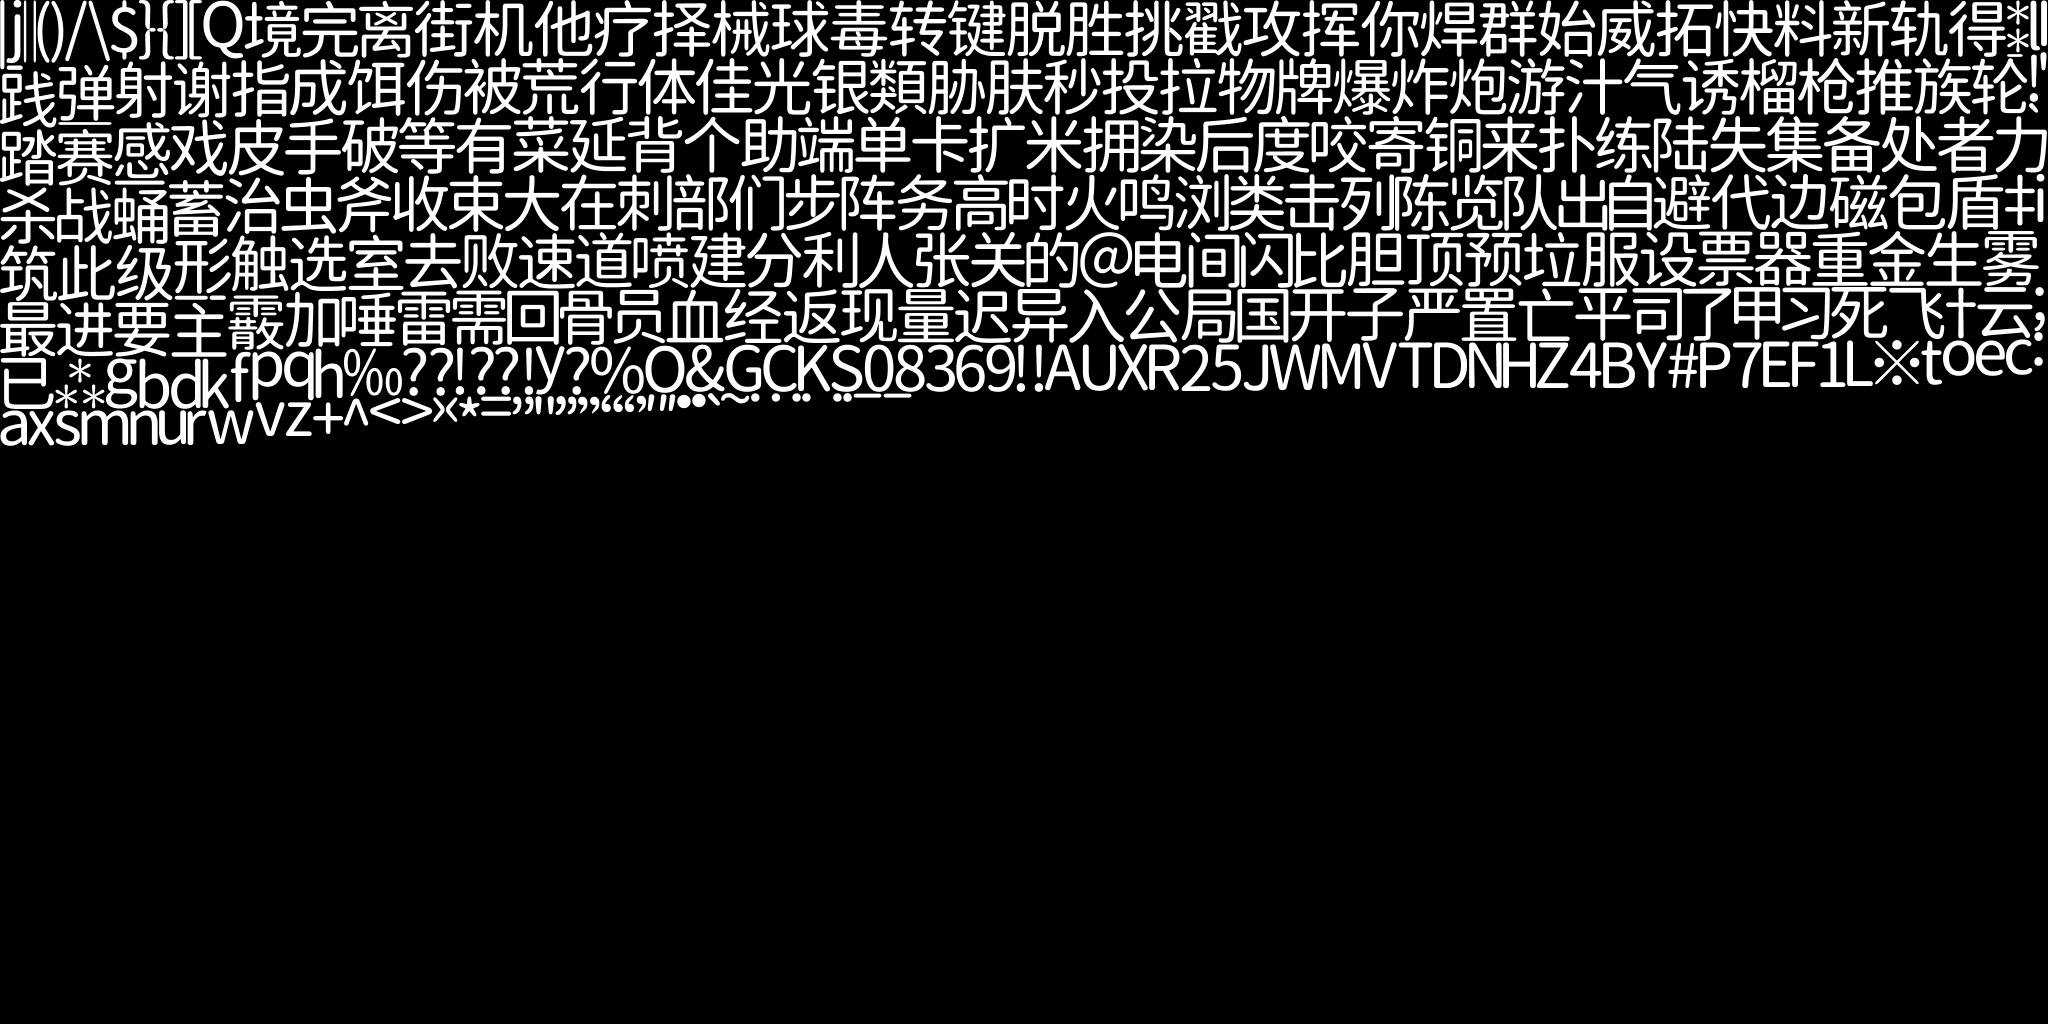 |j‖()/\${}[]Q境完离街机他疗择械球毒转键脱胜挑戳攻挥你焊群始威拓快料新轨得⁑l
践弹射谢指成饵伤被荒行体佳光银類胁肤秒投拉物牌爆炸炮游汁气诱榴枪推族轮!
踏赛感戏皮手破等有菜延背个助端单卡扩米拥染后度咬寄铜来扑练陆失集备处者力
杀战蛹蓄治虫斧收束大在刺部们步阵务高时火鸣浏类击列陈览队出自避代边磁包盾
筑此级形触选室去败速道喷建分利人张关的@电间闪比胆顶预垃服设票器重金生雾
最进要主霰加唾雷需回骨员血经返现量迟异入公局国开子严置亡平司了甲习死飞计云;
已⁂gbdkfpqh‰??!??!y?%O&GCKS08369!!AUXR25JWMVTDNHZ4BY#P7EF1L※toec:
axsmnurwvz+^<>›‹*=